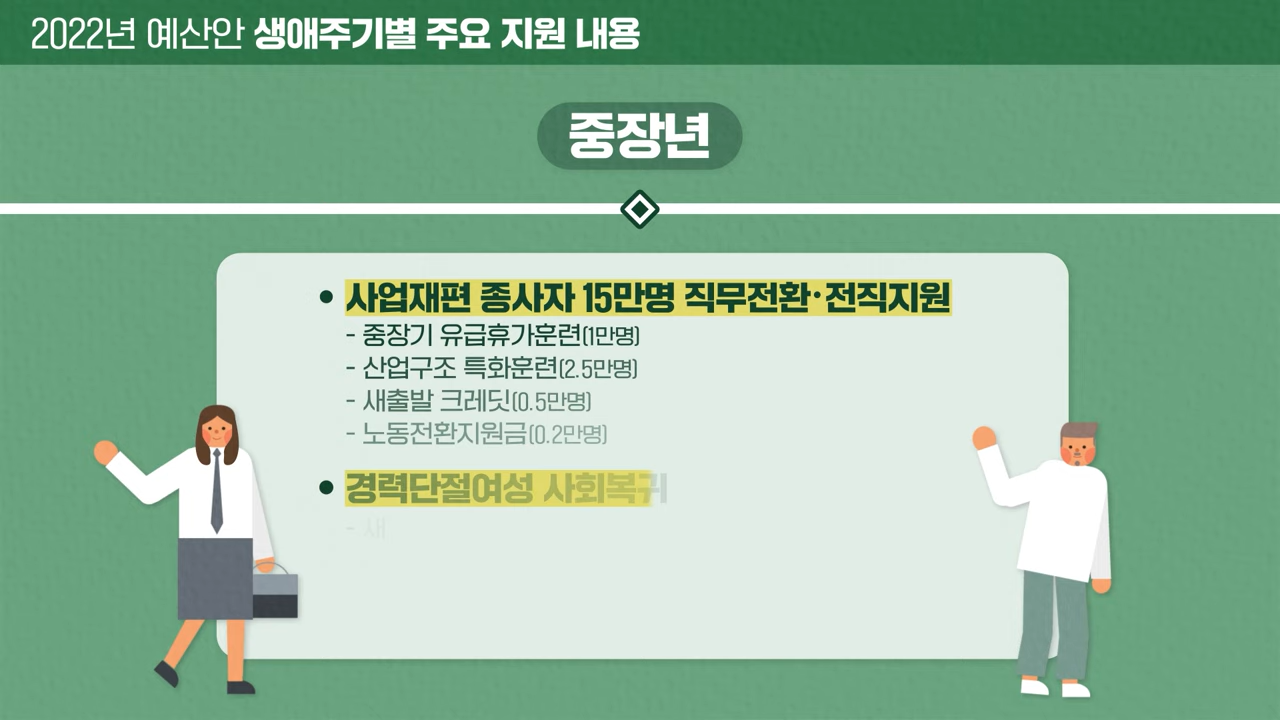 2022년 예산안 생애주기별 주요 지원 내용
중장년
• 사업재편 종사자 15만명 직무전환·전직지원
- 중장기 유급휴가훈련(1만명)
- 산업구조 특화훈련(2.5만명)
- 새출발 크레딧(0.5만명)
- 노동전환지원금(0.2만명)
• 경력단절여성 사회복귀
- 새